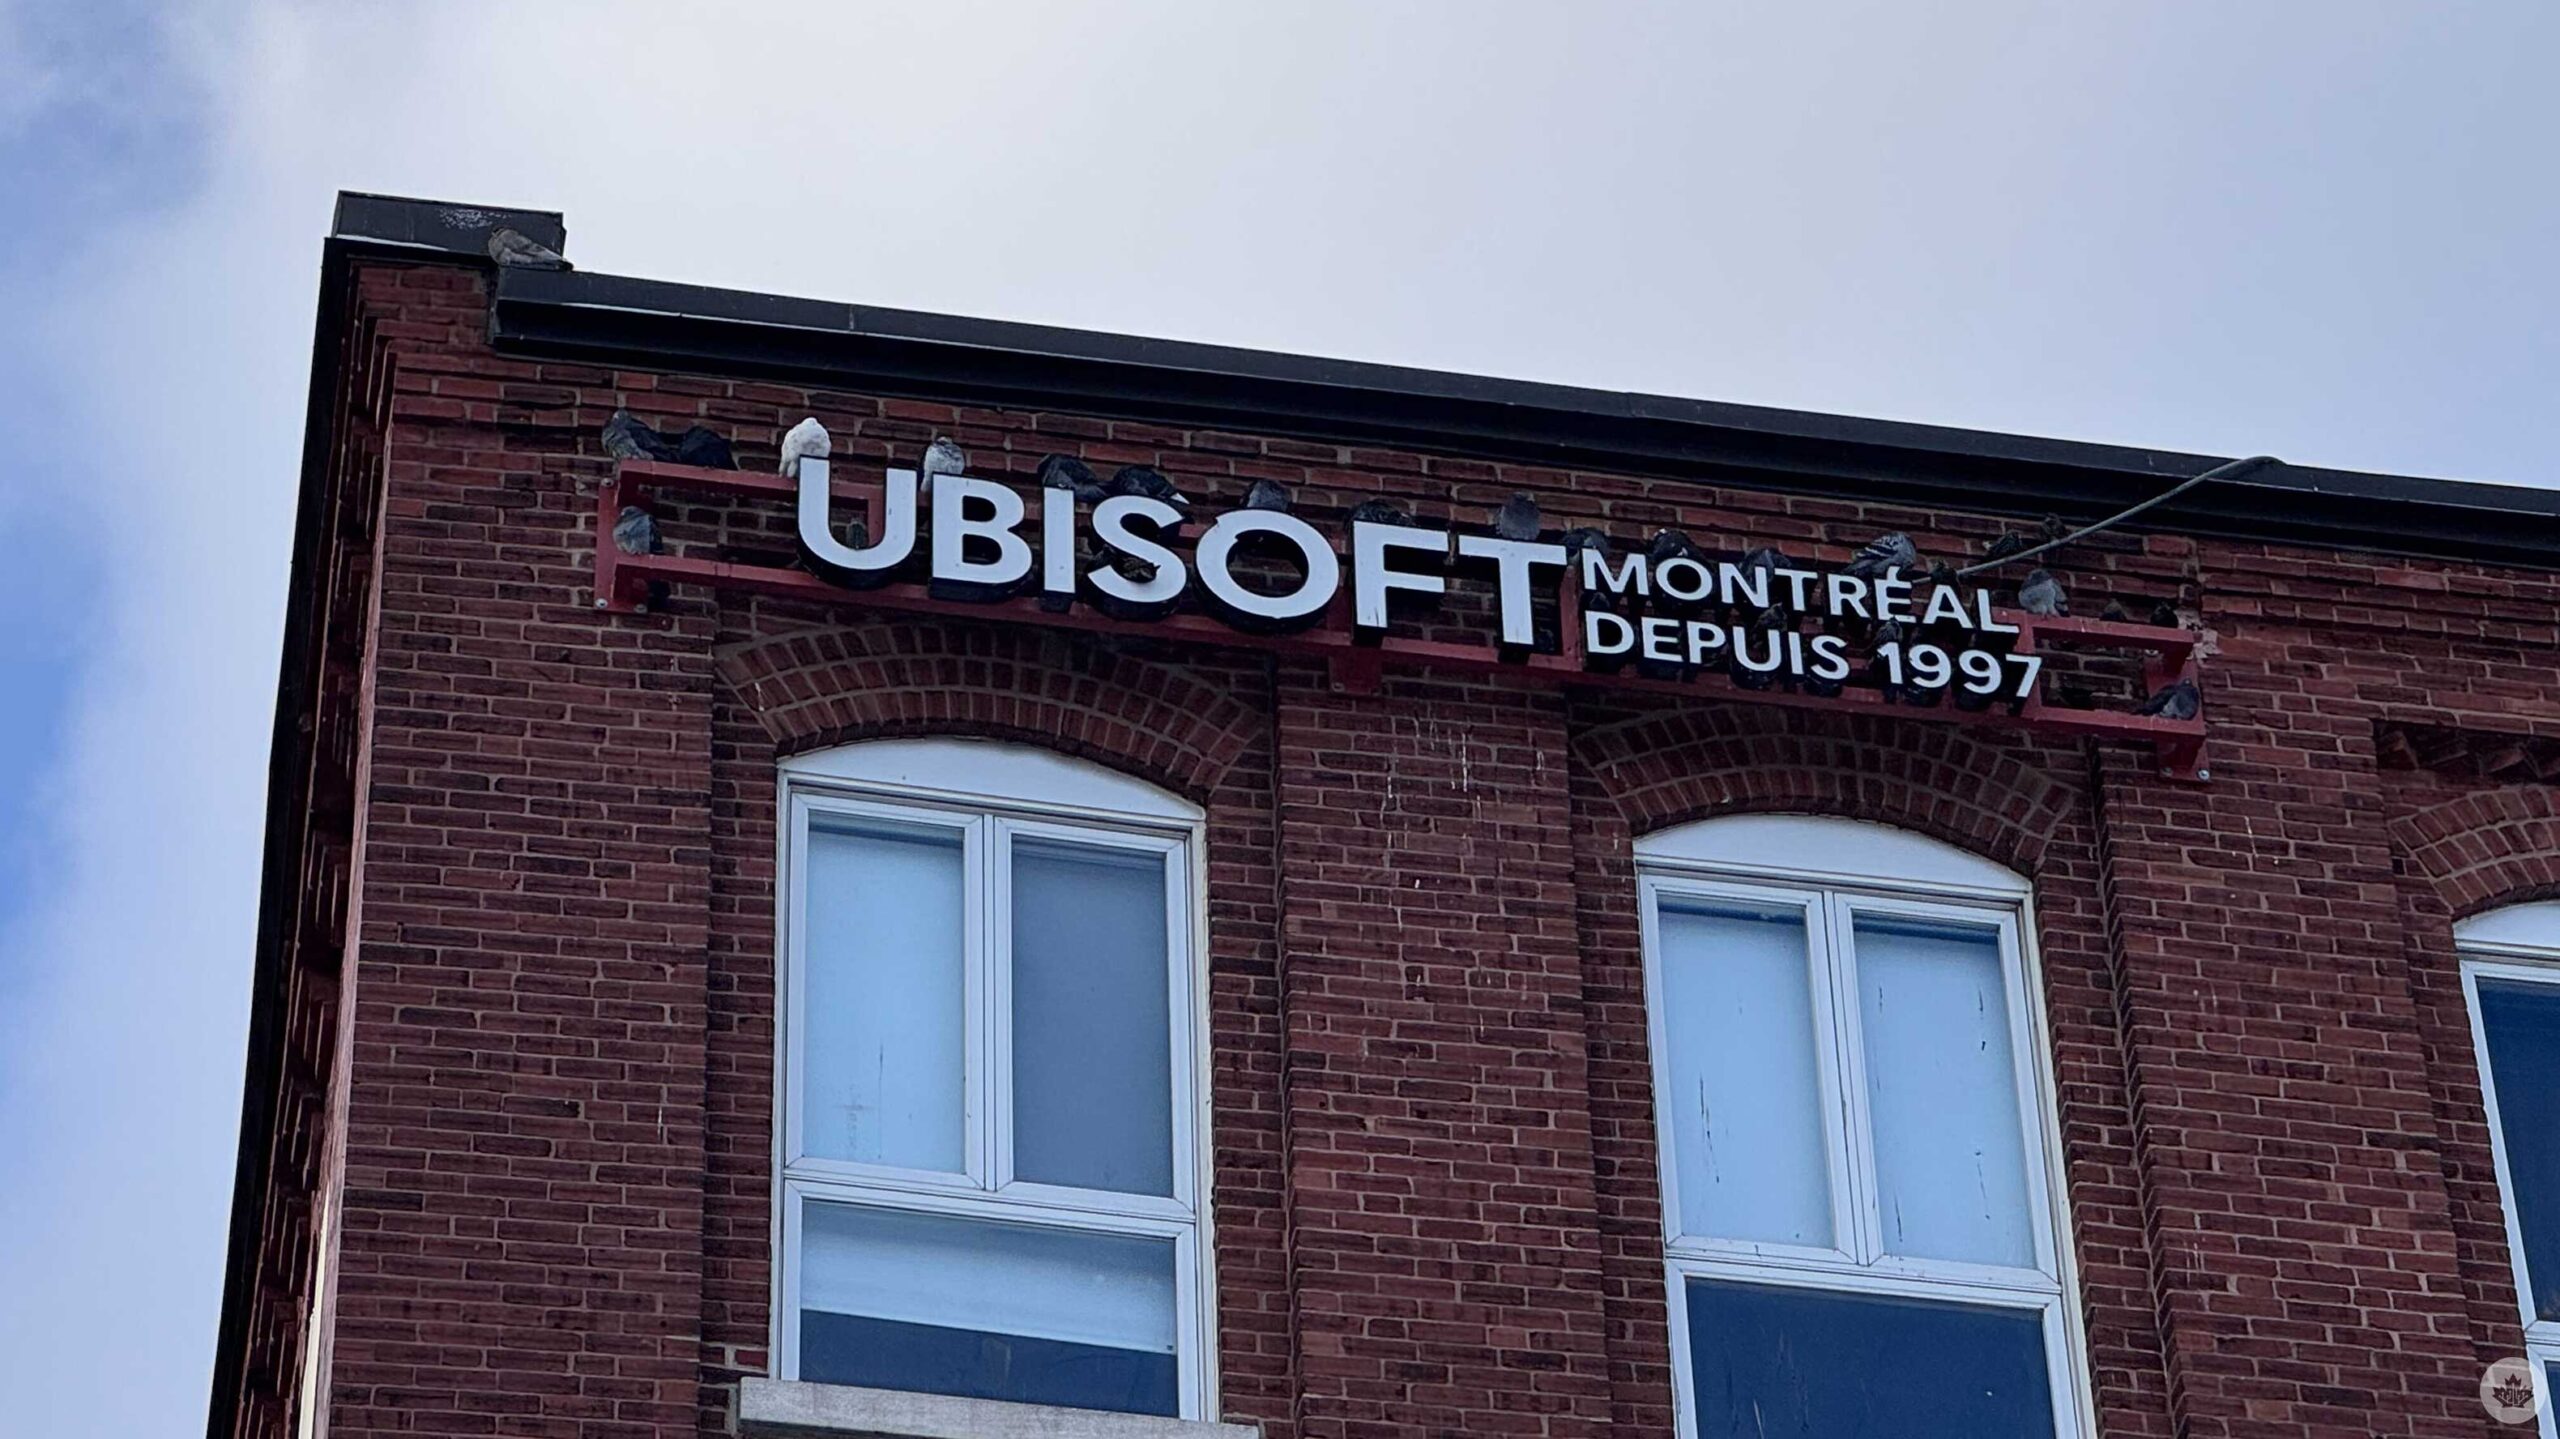 UBISOFT
MONTRÉAL
DEPUIS 1997